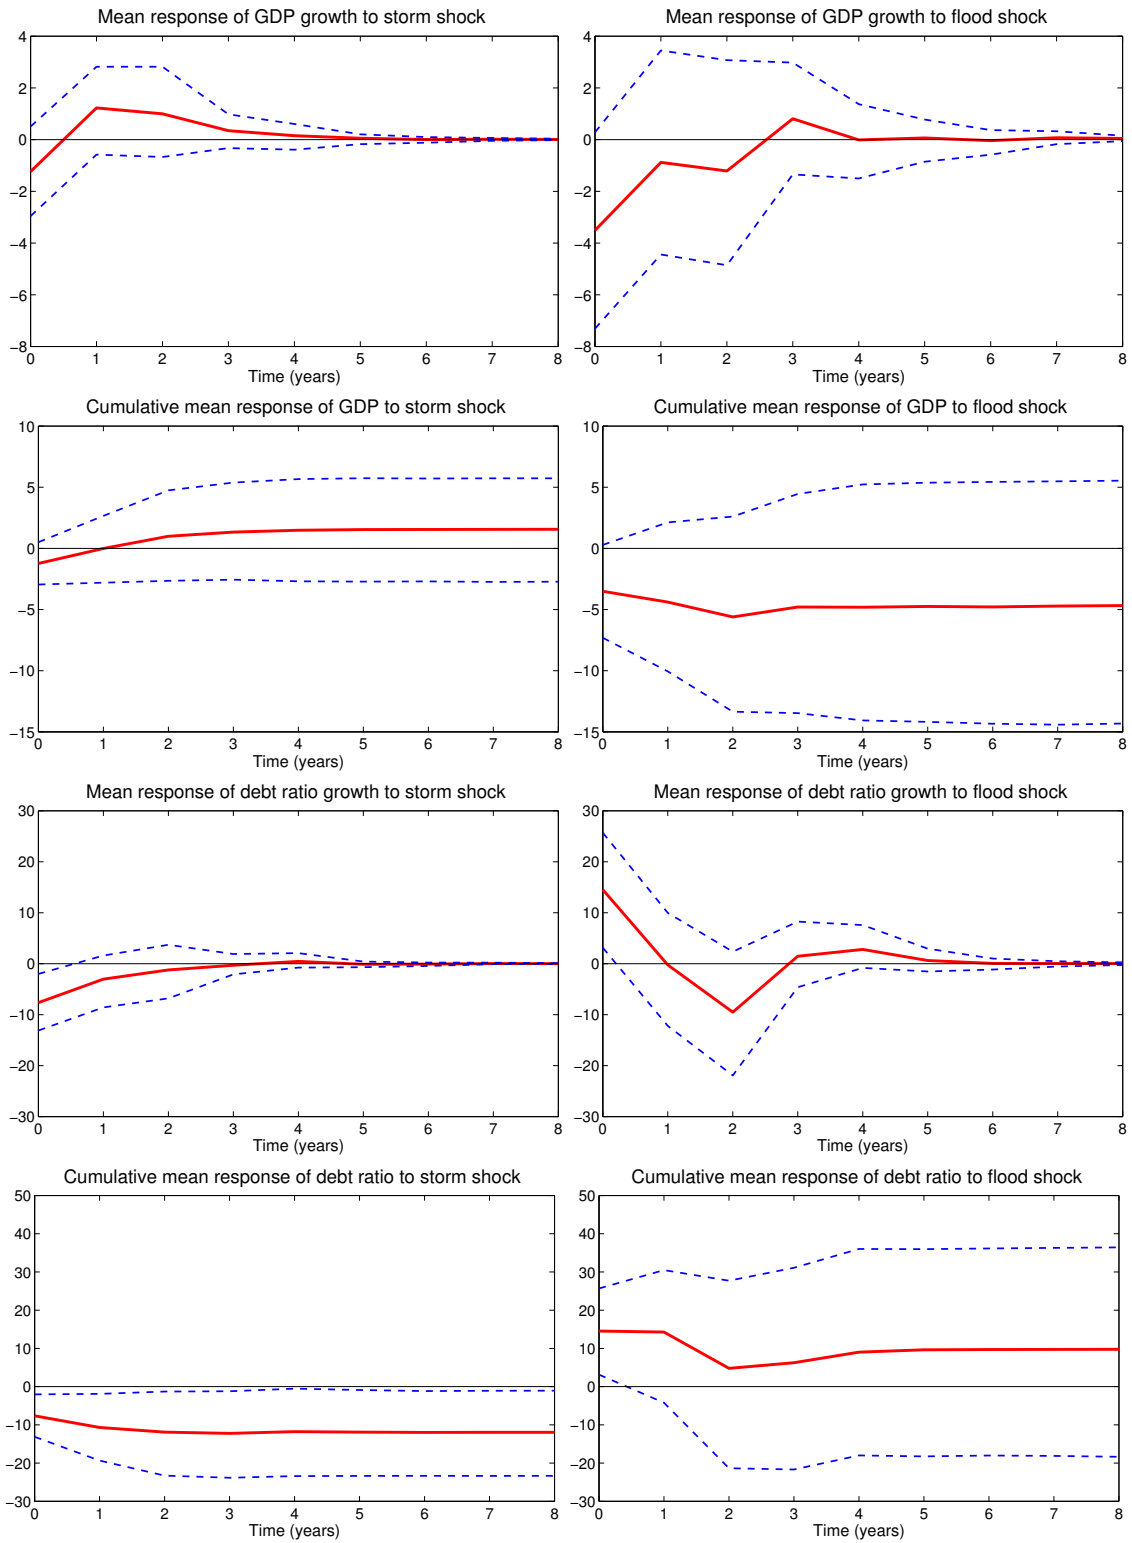 Mean response of GDP growth to storm shock
4
2
0
−2
−4
−6
−8
0 1 2 3 4 5 6 7 8
Time (years)
Mean response of GDP growth to flood shock
4
2
0
−2
−4
−6
−8
0 1 2 3 4 5 6 7 8
Time (years)
Cumulative mean response of GDP to storm shock
10
5
0
−5
−10
−15
0 1 2 3 4 5 6 7 8
Time (years)
Cumulative mean response of GDP to flood shock
10
5
0
−5
−10
−15
0 1 2 3 4 5 6 7 8
Time (years)
Mean response of debt ratio growth to storm shock
30
20
10
0
−10
−20
−30
0 1 2 3 4 5 6 7 8
Time (years)
Mean response of debt ratio growth to flood shock
30
20
10
0
−10
−20
−30
0 1 2 3 4 5 6 7 8
Time (years)
Cumulative mean response of debt ratio to storm shock
50
40
30
20
10
0
−10
−20
−30
0 1 2 3 4 5 6 7 8
Time (years)
Cumulative mean response of debt ratio to flood shock
50
40
30
20
10
0
−10
−20
−30
0 1 2 3 4 5 6 7 8
Time (years)